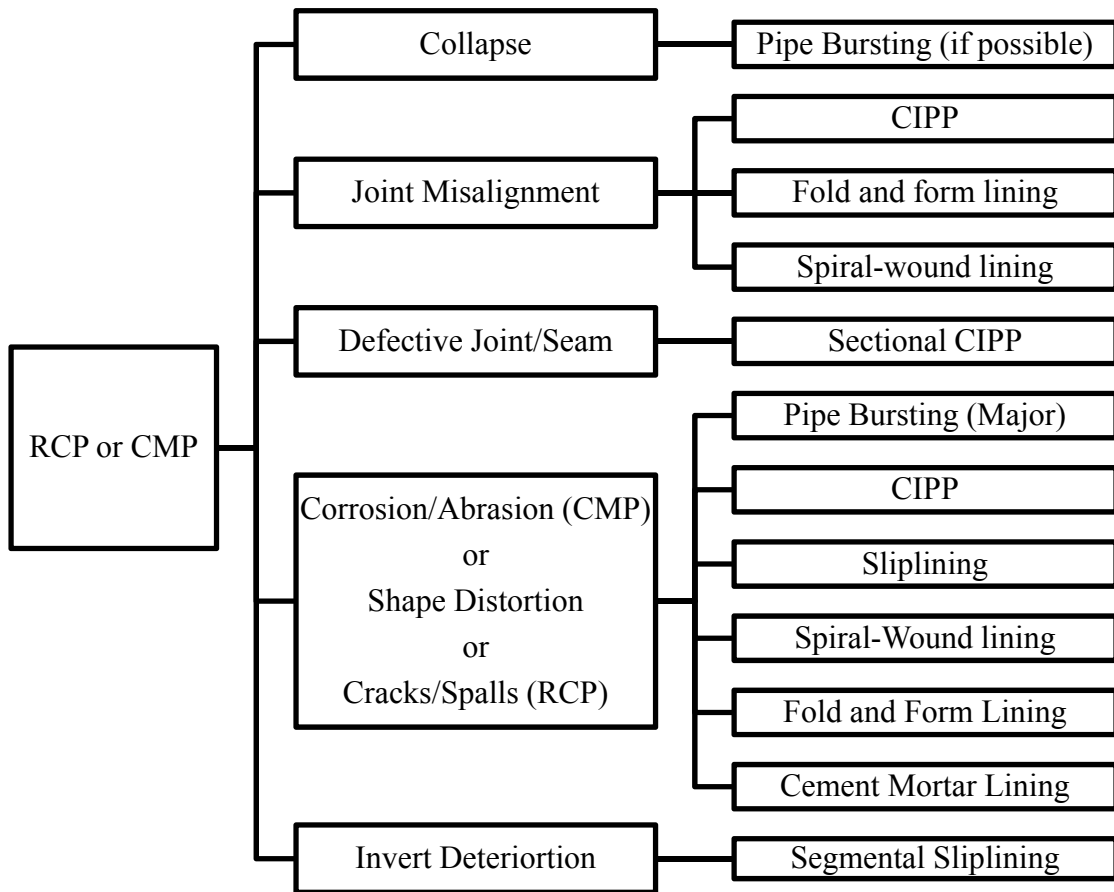 RCP or CMP
Collapse
Pipe Bursting (if possible)
Joint Misalignment
CIPP
Fold and form lining
Spiral-wound lining
Defective Joint/Seam
Sectional CIPP
Corrosion/Abrasion (CMP)
or
Shape Distortion
or
Cracks/Spalls (RCP)
Pipe Bursting (Major)
CIPP
Sliplining
Spiral-Wound lining
Fold and Form Lining
Cement Mortar Lining
Invert Deteriortion
Segmental Sliplining